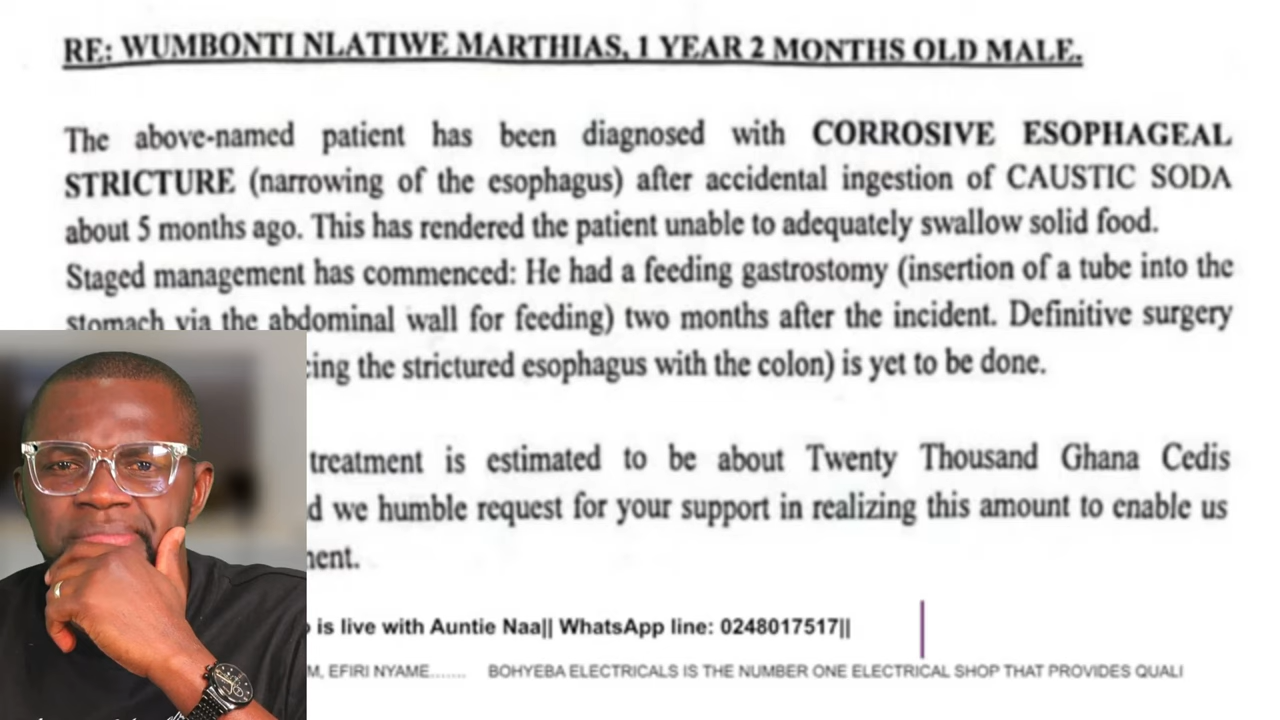 RE: WUMBONTI NLATIWE MARTHIAS, 1 YEAR 2 MONTHS OLD MALE.
The above-named patient has been diagnosed with CORROSIVE ESOPHAGEAL
STRICTURE (narrowing of the esophagus) after accidental ingestion of CAUSTIC SODA
about 5 months ago. This has rendered the patient unable to adequately swallow solid food.
Staged management has commenced: He had a feeding gastrostomy (insertion of a tube into the
stomach via the abdominal wall for feeding) two months after the incident. Definitive surgery
cing the strictured esophagus with the colon) is yet to be done.
treatment is estimated to be about Twenty Thousand Ghana Cedis
d we humble request for your support in realizing this amount to enable us
ment.
is live with Auntie Naa|| WhatsApp line: 0248017517||
M, EFIRI NYAME....... BOHYEBA ELECTRICALS IS THE NUMBER ONE ELECTRICAL SHOP THAT PROVIDES QUALI